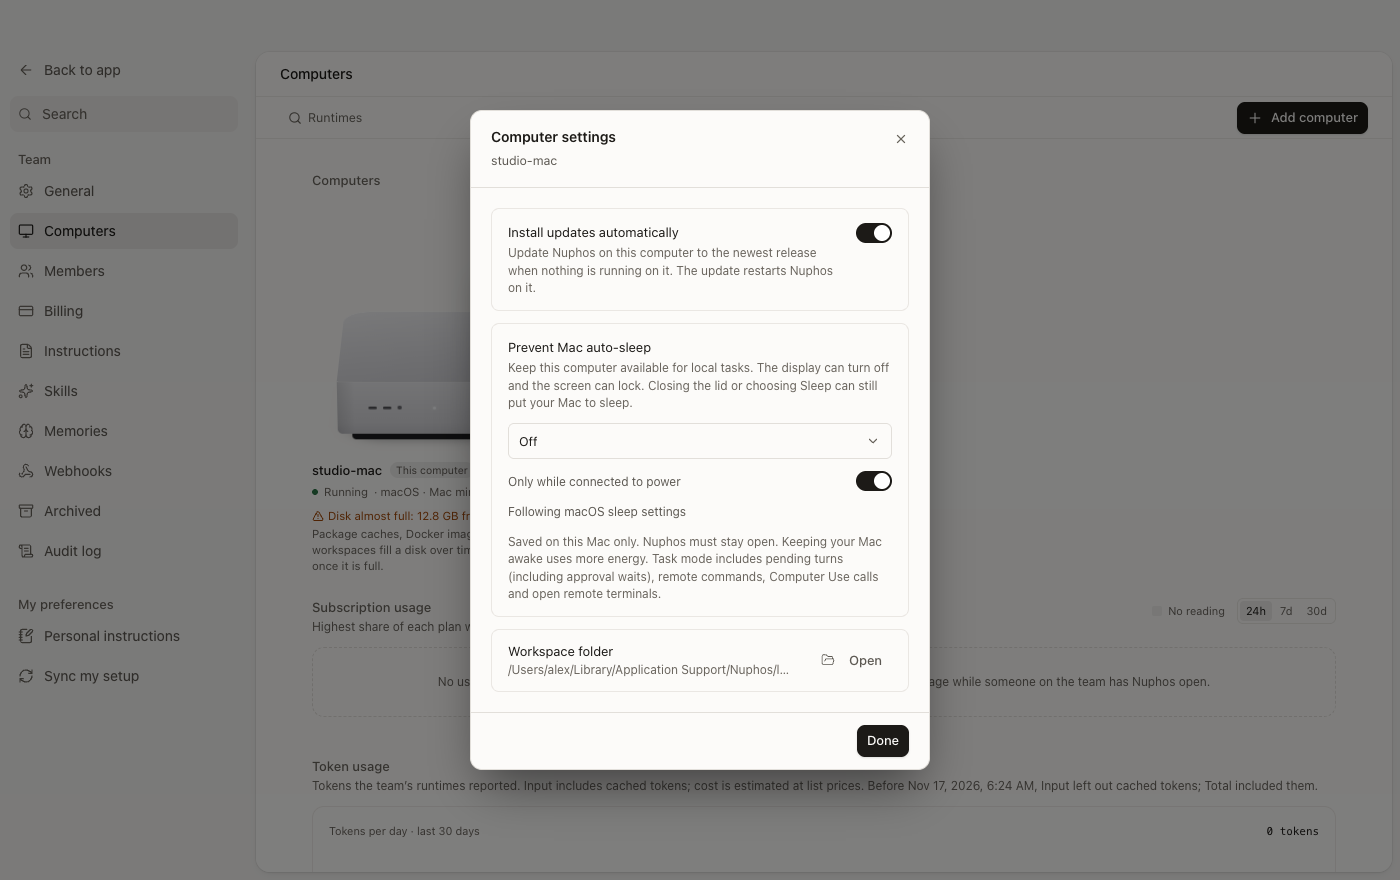 Back to app
Search
Team
General
Computers
Members
Billing
Instructions
Skills
Memories
Webhooks
Archived
Audit log
My preferences
Personal instructions
Sync my setup
Computers
Runtimes
Add computer
Computers
studio-mac
This computer
Running · macOS · Mac
Disk almost full: 12.8 GB
Package caches, Docker
workspaces fill a disk over
once it is full.
Subscription usage
Highest share of each plan
No reading
24h
7d
30d
No
while someone on the team has Nuphos open.
Token usage
Tokens the team's runtimes reported. Input includes cached tokens; cost is estimated at list prices. Before Nov 17, 2026, 6:24 AM, Input left out cached tokens; Total included them.
Tokens per day · last 30 days
0 tokens
Computer settings
studio-mac
Install updates automatically
Update Nuphos on this computer to the newest release
when nothing is running on it. The update restarts Nuphos
on it.
Prevent Mac auto-sleep
Keep this computer available for local tasks. The display can turn off
and the screen can lock. Closing the lid or choosing Sleep can still
put your Mac to sleep.
Off
Only while connected to power
Following macOS sleep settings
Saved on this Mac only. Nuphos must stay open. Keeping your Mac
awake uses more energy. Task mode includes pending turns
(including approval waits), remote commands, Computer Use calls
and open remote terminals.
Workspace folder
/Users/alex/Library/Application Support/Nuphos/l...
Open
Done